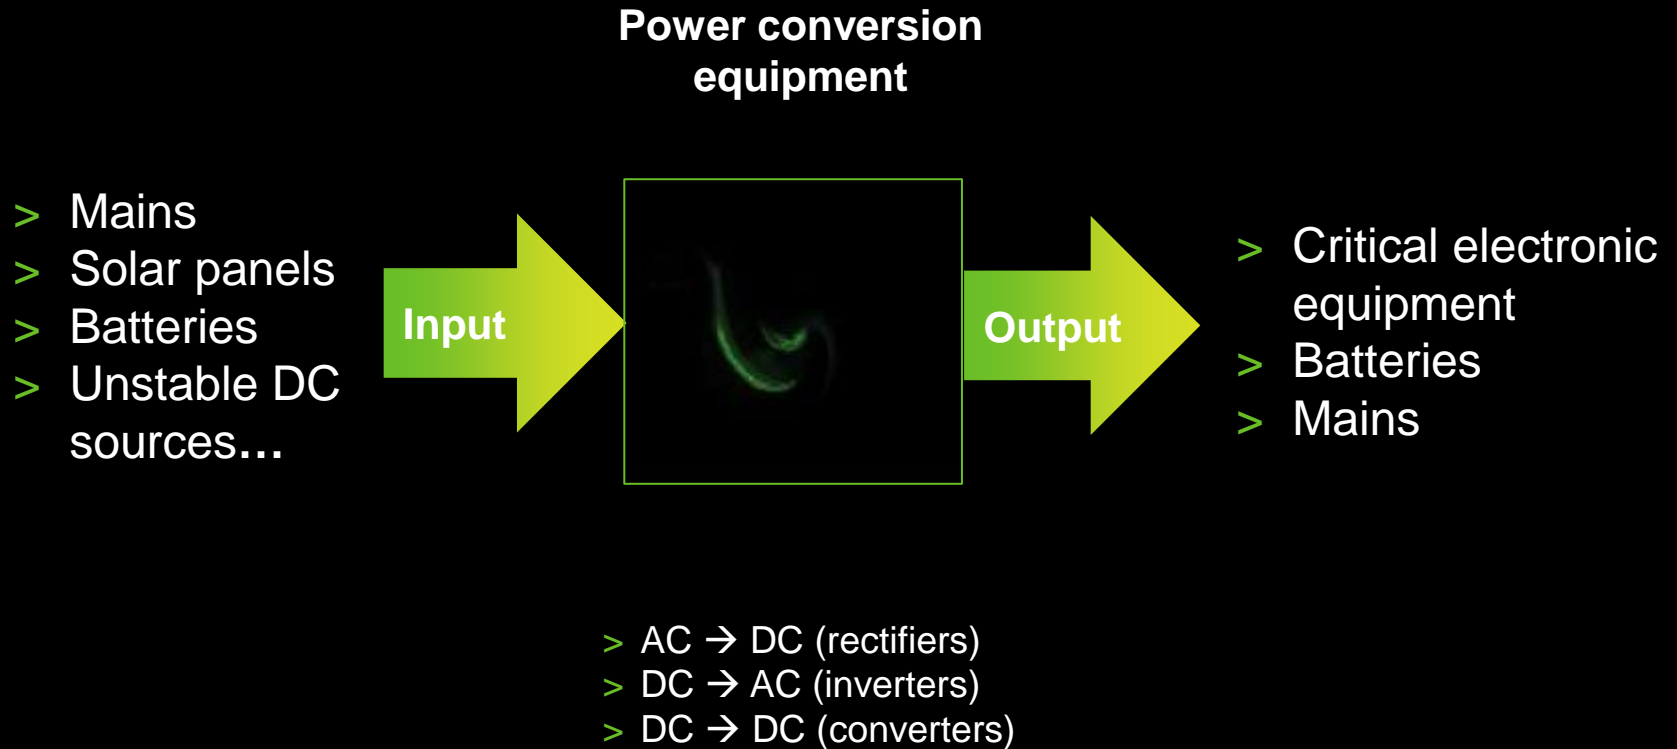 Power conversion
equipment
> Mains
> Solar panels
> Batteries
> Unstable DC
sources...
Input
Output
> Critical electronic
equipment
> Batteries
> Mains
> AC → DC (rectifiers)
> DC → AC (inverters)
> DC → DC (converters)